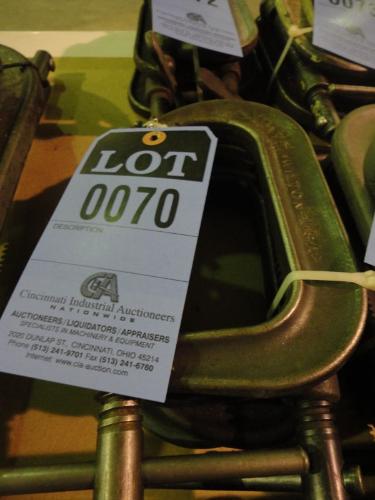 LOT
0070
DESCRIPTION
CIA
Cincinnati Industrial Auctioneers
NATIONWIDE
AUCTIONEERS/LIQUIDATORS/APPRAISERS
SPECIALISTS IN MACHINERY & EQUIPMENT
2020 DUNLAP ST., CINCINNATI, OHIO 45214
Phone (513) 241-9701 Fax (513) 241-6760
Internet: www.cia-auction.com
WILTON